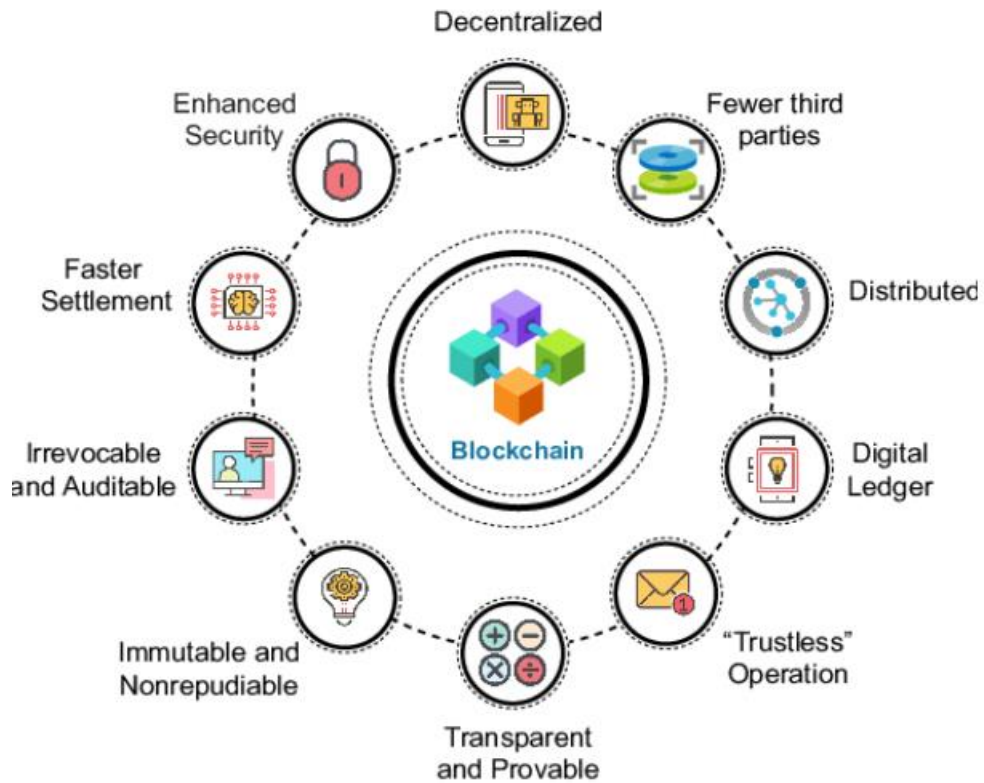 Decentralized
Fewer third
parties
Distributed
Digital
Ledger
“Trustless”
Operation
Transparent
and Provable
Immutable and
Nonrepudiable
Irrevocable
and Auditable
Faster
Settlement
Enhanced
Security
Blockchain
1